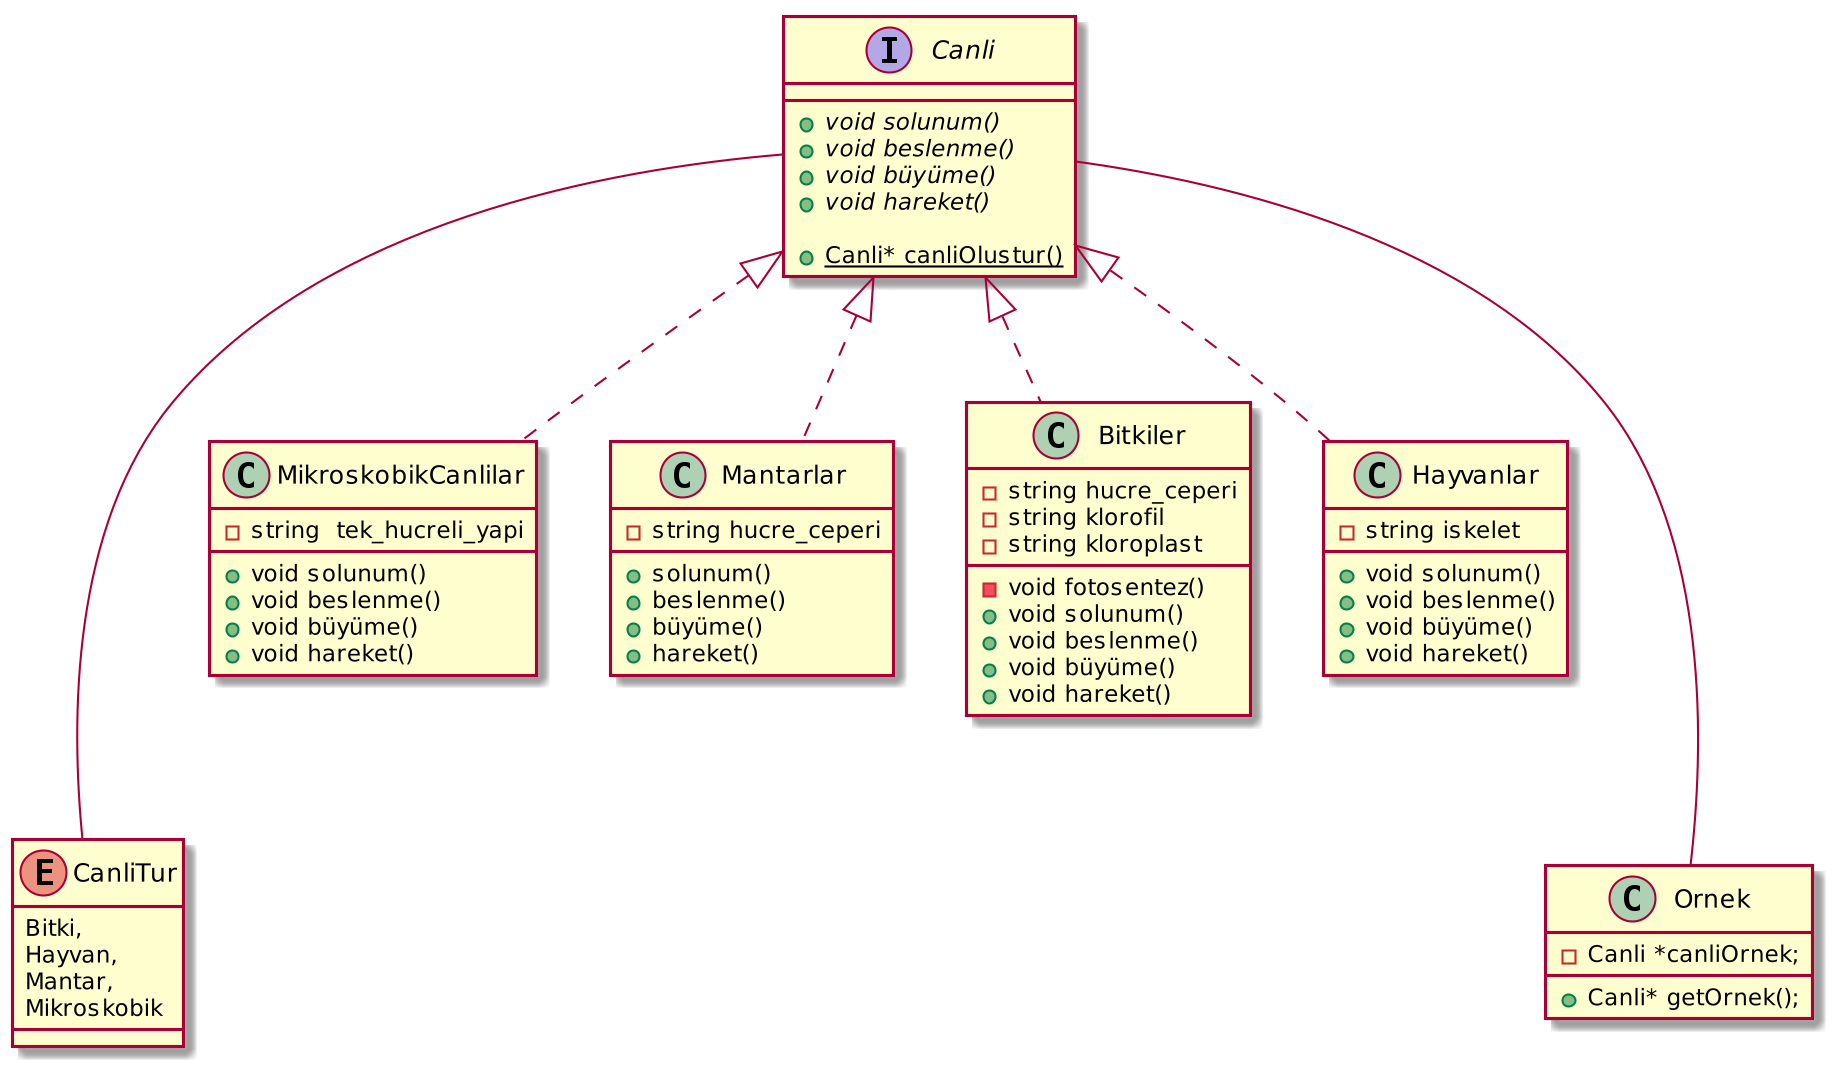 I Canli
void solunum()
void beslenme()
void büyüme()
void hareket()
Canli* canliOlustur()
C MikroskobikCanlilar
string  tek_hucreli_yapi
void solunum()
void beslenme()
void büyüme()
void hareket()
C Mantarlar
string hucre_ceperi
solunum()
beslenme()
büyüme()
hareket()
C Bitkiler
string hucre_ceperi
string klorofil
string kloroplast
void fotosentez()
void solunum()
void beslenme()
void büyüme()
void hareket()
C Hayvanlar
string iskelet
void solunum()
void beslenme()
void büyüme()
void hareket()
E CanliTur
Bitki,
Hayvan,
Mantar,
Mikroskobik
C Ornek
Canli *canliOrnek;
Canli* getOrnek();